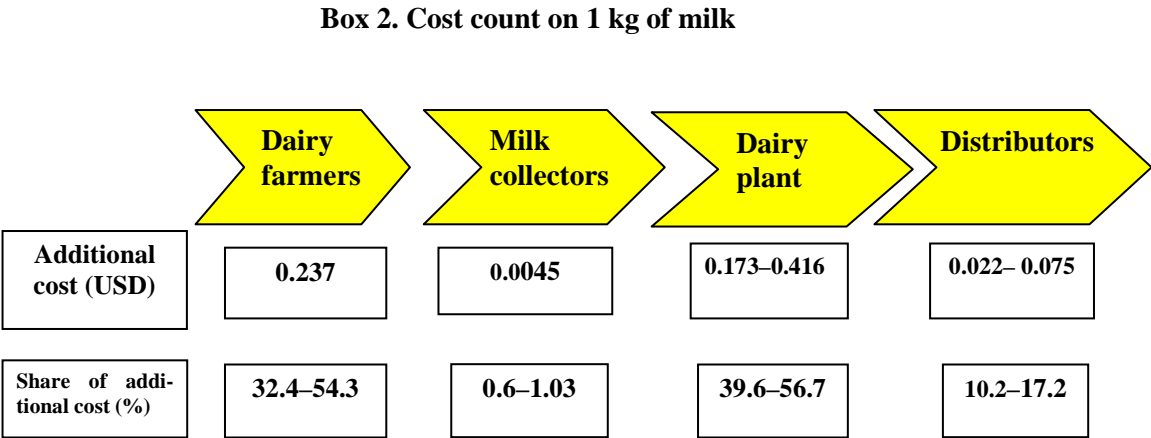 Box 2. Cost count on 1 kg of milk
Dairy
farmers
Milk
collectors
Dairy
plant
Distributors
Additional
cost (USD)
0.237
0.0045
0.173–0.416
0.022– 0.075
Share of addi-
tional cost (%)
32.4–54.3
0.6–1.03
39.6–56.7
10.2–17.2